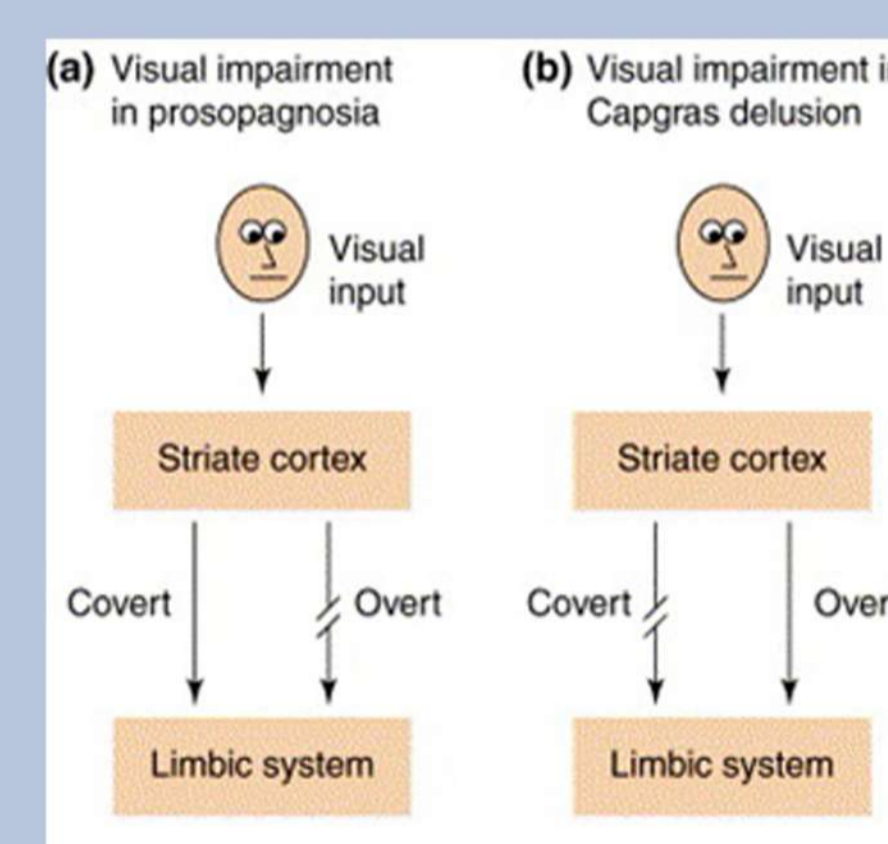 (a) Visual impairment
in prosopagnosia
Visual
input
Striate cortex
Covert
Overt
Limbic system
(b) Visual impairment
Capgras delusion
Visual
input
Striate cortex
Covert
Over
Limbic system